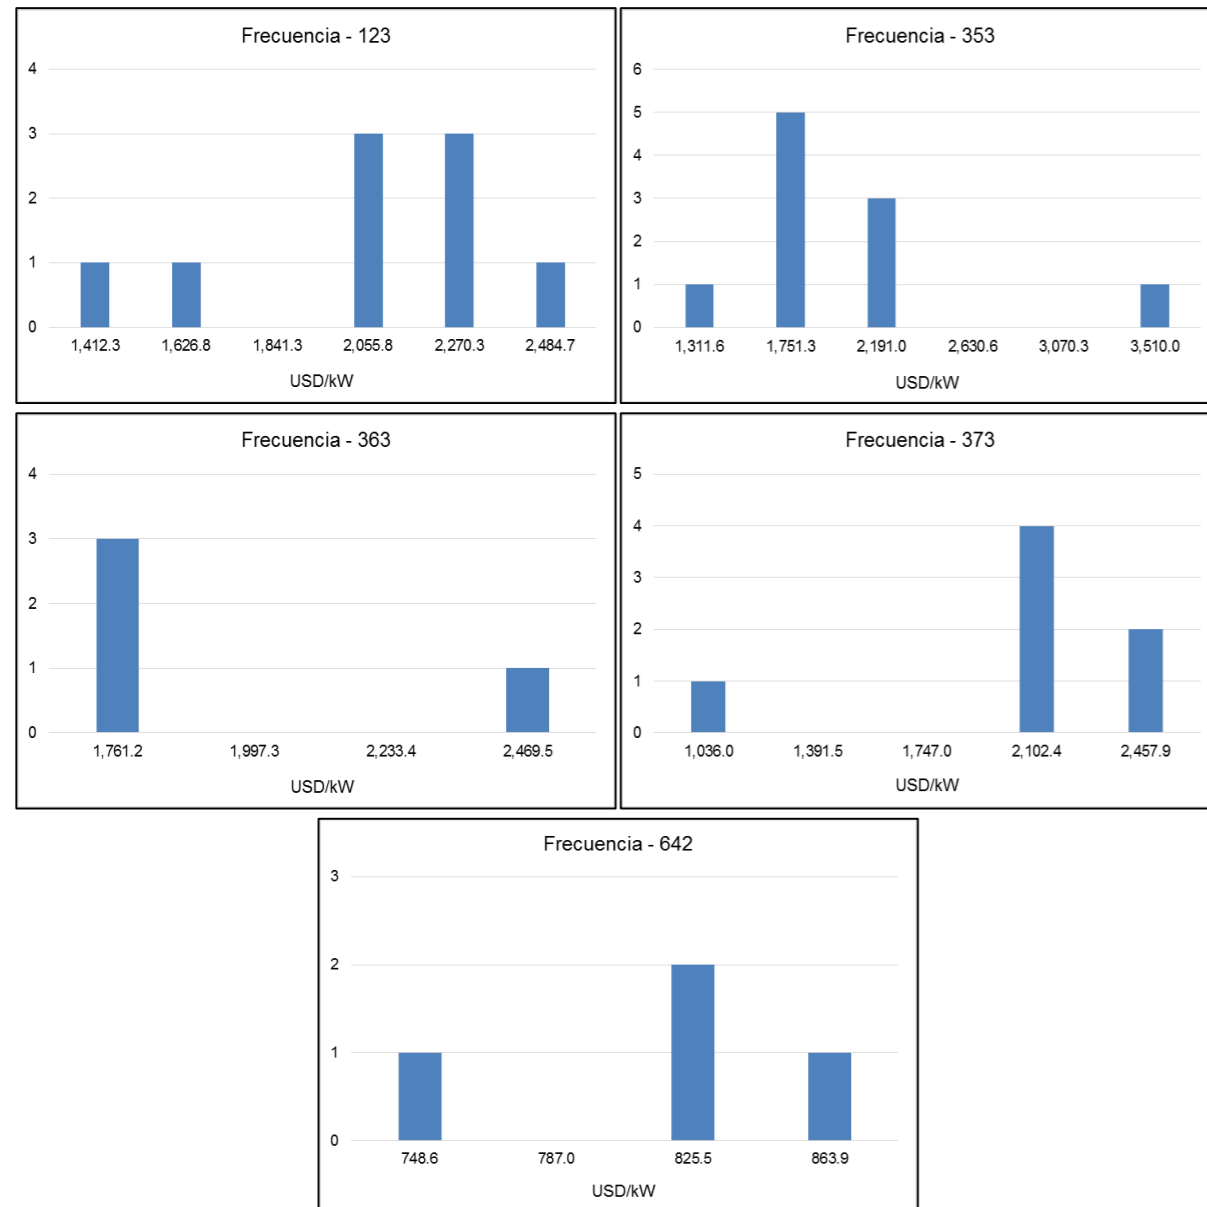 Frecuencia - 123
4
3
2
1
0
1,412.3 1,626.8 1,841.3 2,055.8 2,270.3 2,484.7
USD/kW
Frecuencia - 353
6
5
4
3
2
1
0
1,311.6 1,751.3 2,191.0 2,630.6 3,070.3 3,510.0
USD/kW
Frecuencia - 363
4
3
2
1
0
1,761.2 1,997.3 2,233.4 2,469.5
USD/kW
Frecuencia - 373
5
4
3
2
1
0
1,036.0 1,391.5 1,747.0 2,102.4 2,457.9
USD/kW
Frecuencia - 642
3
2
1
0
748.6 787.0 825.5 863.9
USD/kW